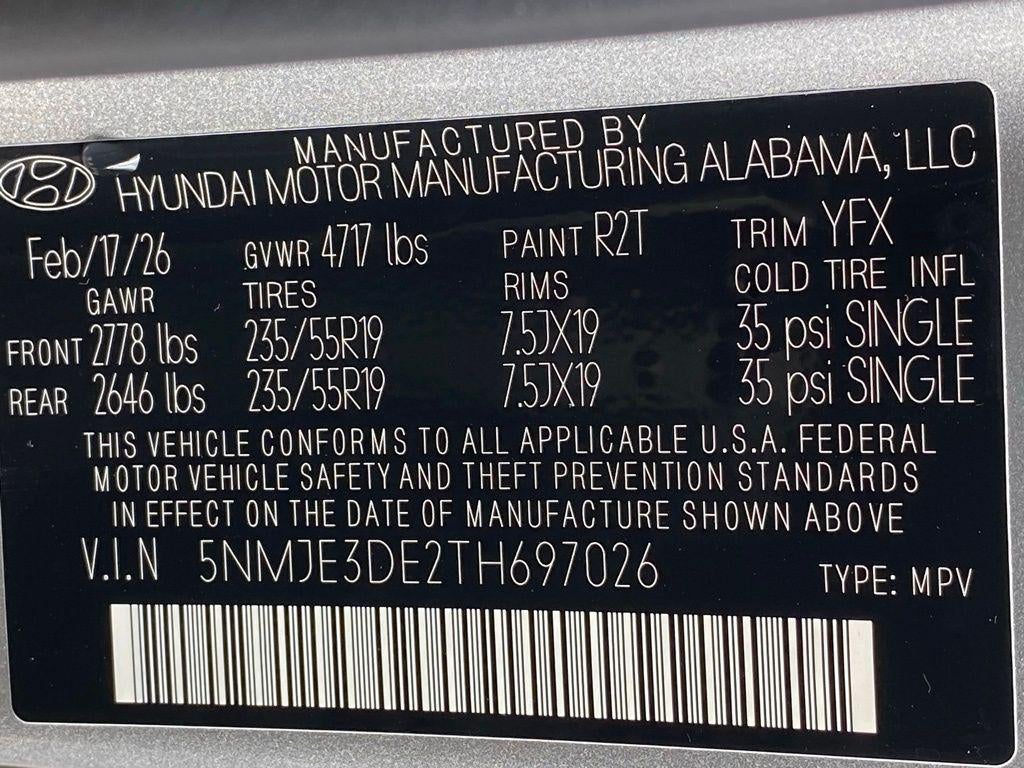 MANUFACTURED BY
HYUNDAI MOTOR MANUFACTURING ALABAMA, LLC
Feb/17/26 GVWR 4717 lbs PAINT R2T TRIM YFX
GAWR TIRES RIMS COLD TIRE INFL
FRONT 2778 lbs 235/55R19 7.5JX19 35 psi SINGLE
REAR 2646 lbs 235/55R19 7.5JX19 35 psi SINGLE
THIS VEHICLE CONFORMS TO ALL APPLICABLE U.S.A. FEDERAL
MOTOR VEHICLE SAFETY AND THEFT PREVENTION STANDARDS
IN EFFECT ON THE DATE OF MANUFACTURE SHOWN ABOVE
V.I.N 5NMJE3DE2TH697026 TYPE: MPV